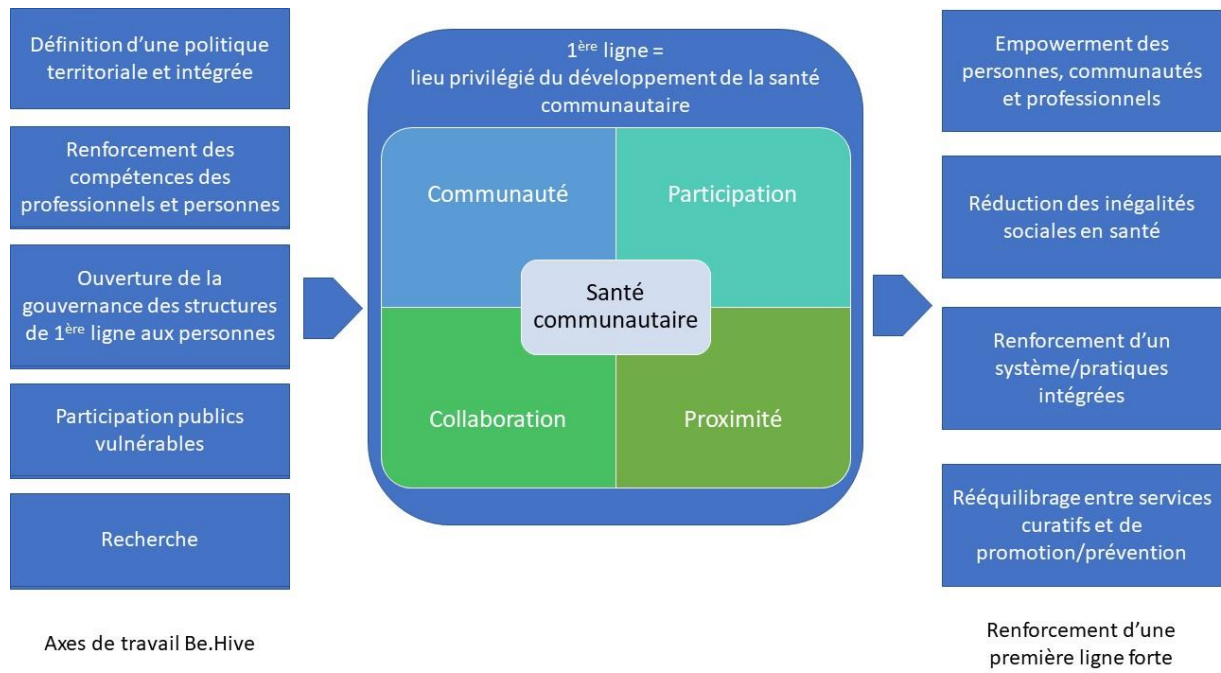 Définition d’une politique
territoriale et intégrée
Renforcement des
compétences des
professionnels et personnes
Ouverture de la
gouvernance des structures
de 1ère ligne aux personnes
Participation publics
vulnérables
Recherche
Axes de travail Be.Hive
1ère ligne =
lieu privilégié du développement de la santé
communautaire
Communauté
Participation
Santé
communautaire
Collaboration
Proximité
Empowerment des
personnes, communautés
et professionnels
Réduction des inégalités
sociales en santé
Renforcement d’un
système/pratiques
intégrées
Rééquilibrage entre services
curatifs et de
promotion/prévention
Renforcement d’une
première ligne forte